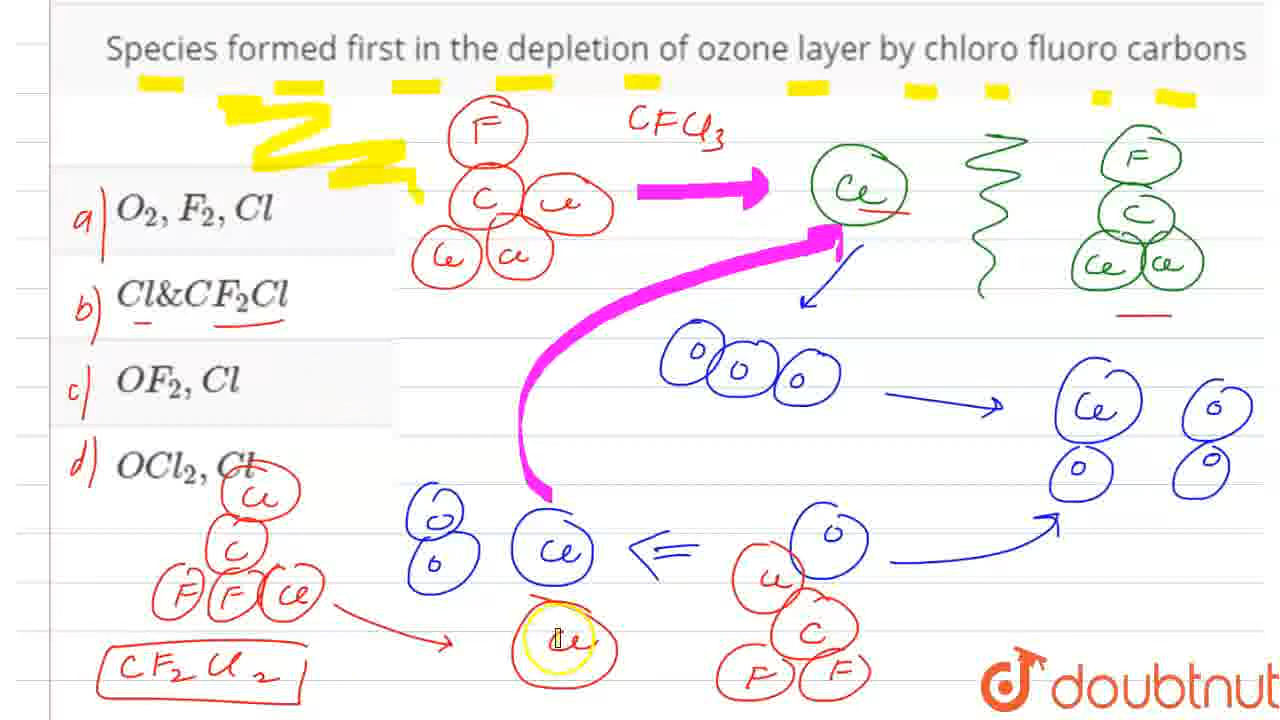 Species formed first in the depletion of ozone layer by chloro fluoro carbons
CFCl3
F
C Cl
Cl Cl
Cl
F
C
Cl Cl
a) O2, F2, Cl
b) Cl&CF2Cl
c) OF2, Cl
d) OCl2, Cl
O O O
Cl O
O O
Cl
C
F F Cl
CF2Cl2
O
O
Cl
Cl
O
Cl
C
F F
doubtnut